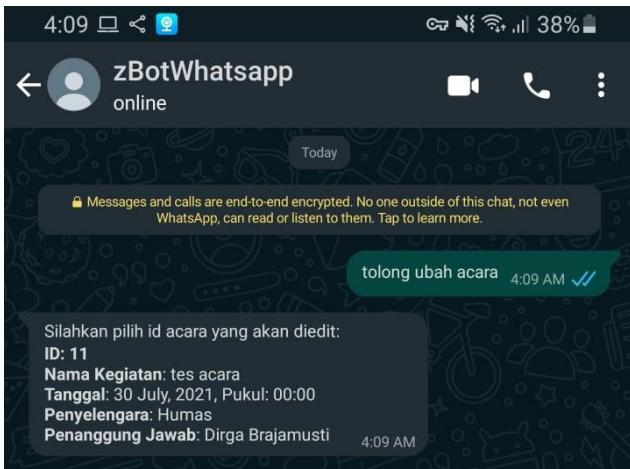 4:09 38%
zBotWhatsapp
online
Today
Messages and calls are end-to-end encrypted. No one outside of this chat, not even
WhatsApp, can read or listen to them. Tap to learn more.
tolong ubah acara 4:09 AM
Silahkan pilih id acara yang akan diedit:
ID: 11
Nama Kegiatan: tes acara
Tanggal: 30 July, 2021, Pukul: 00:00
Penyelengara: Humas
Penanggung Jawab: Dirga Brajamusti 4:09 AM